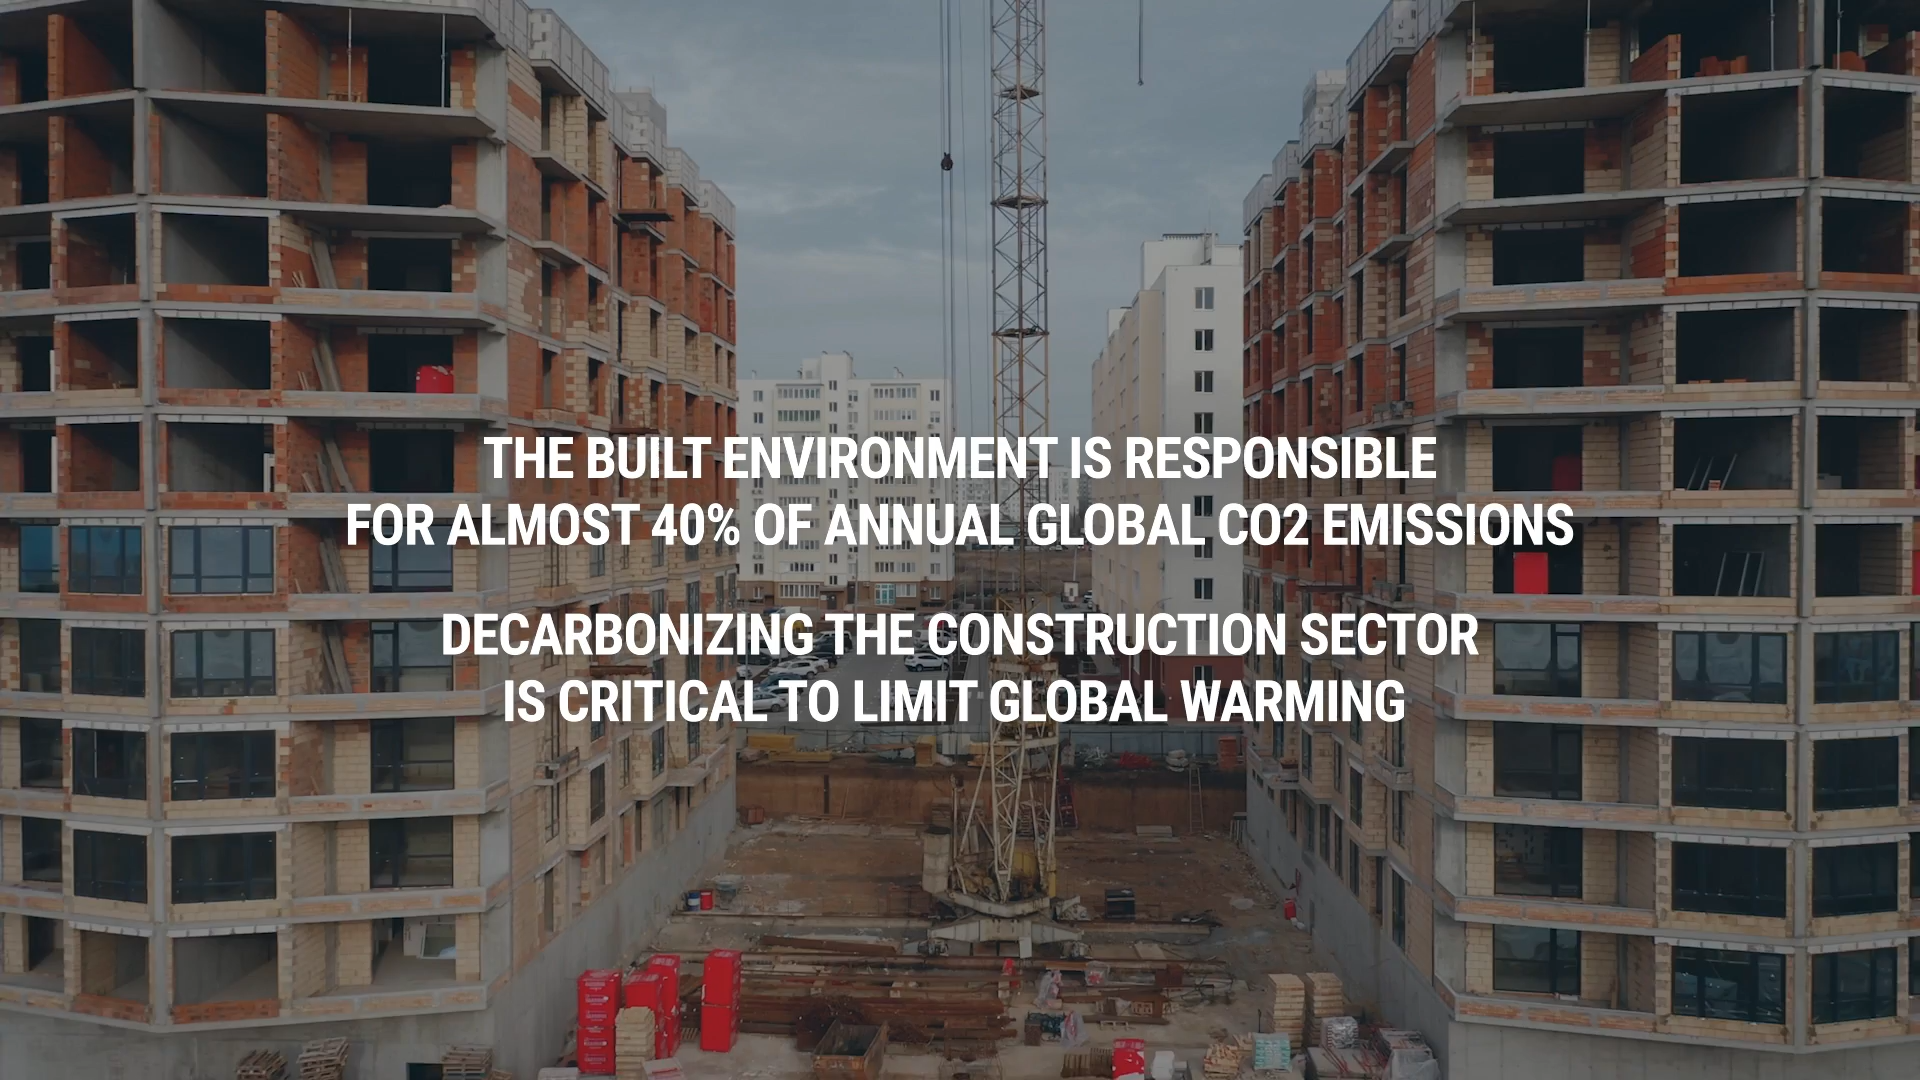 THE BUILT ENVIRONMENT IS RESPONSIBLE
FOR ALMOST 40% OF ANNUAL GLOBAL CO2 EMISSIONS
DECARBONIZING THE CONSTRUCTION SECTOR
IS CRITICAL TO LIMIT GLOBAL WARMING